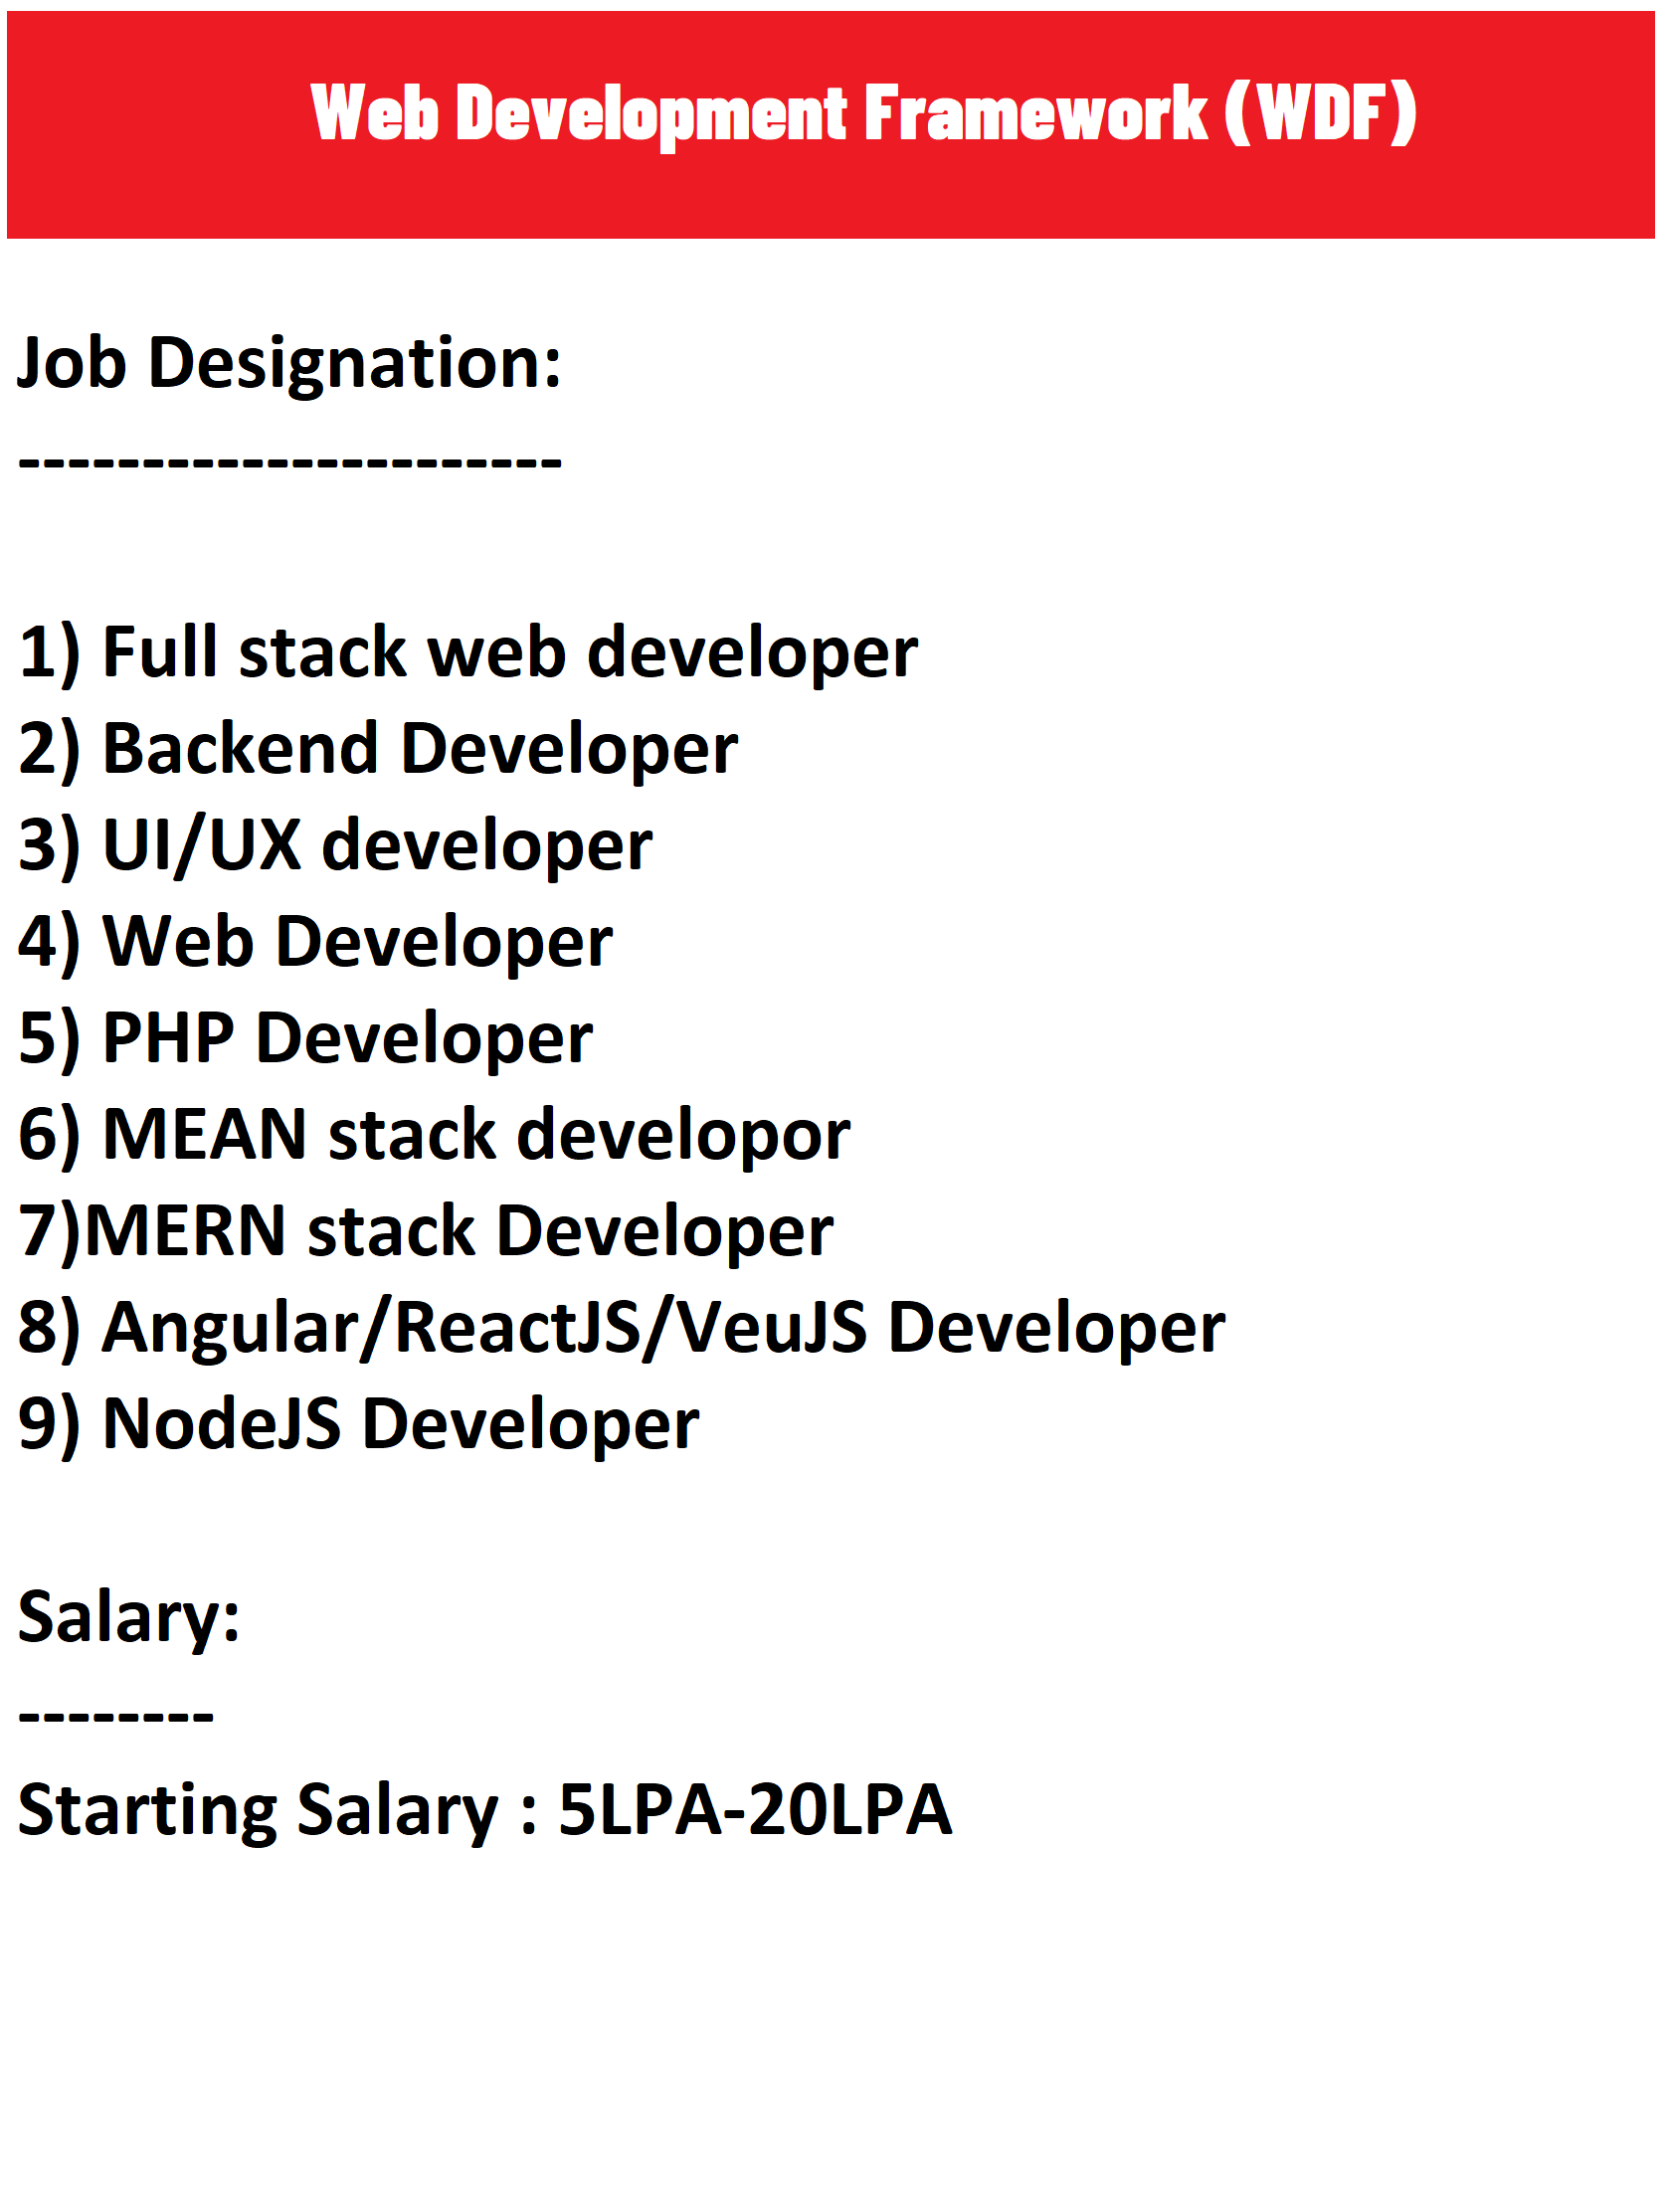 Web Development Framework (WDF)
Job Designation:
----------------------
1) Full stack web developer
2) Backend Developer
3) UI/UX developer
4) Web Developer
5) PHP Developer
6) MEAN stack developor
7)MERN stack Developer
8) Angular/ReactJS/VeuJS Developer
9) NodeJS Developer
Salary:
--------
Starting Salary : 5LPA-20LPA